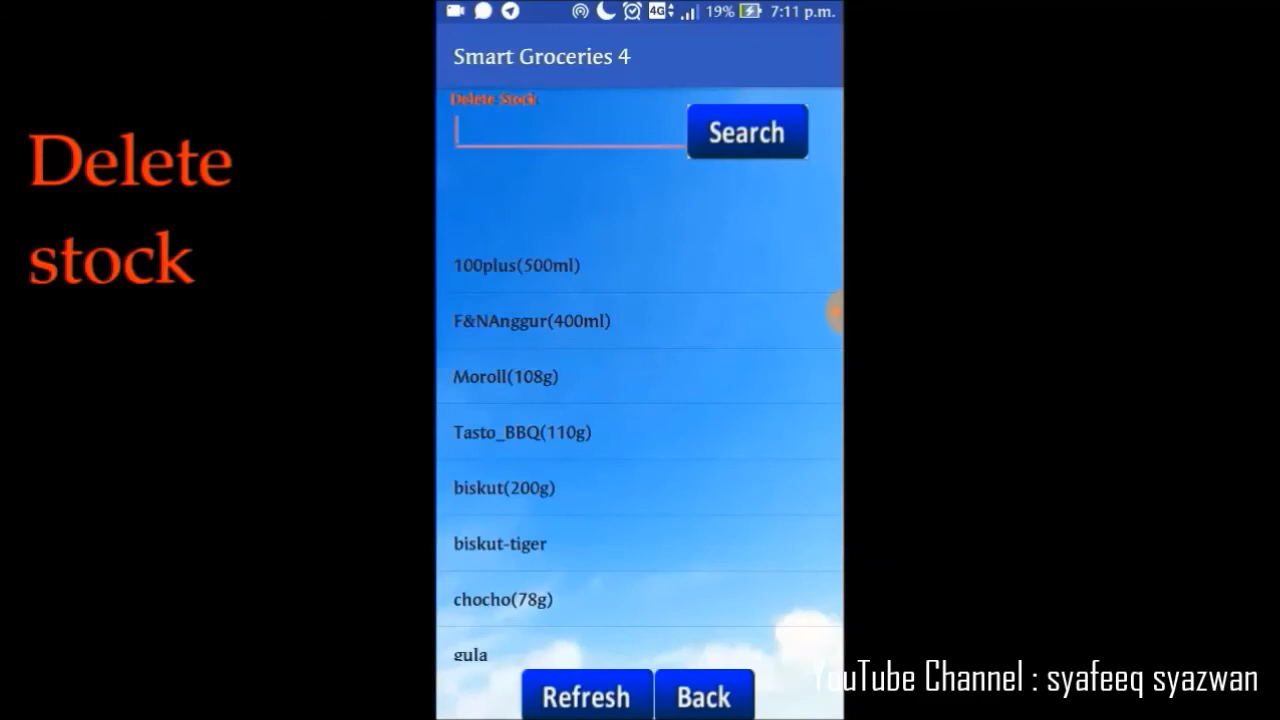 4G 19% 7:11 p.m.
Smart Groceries 4
Delete Stock
Search
Delete
stock
100plus(500ml)
F&NAnggur(400ml)
Moroll(108g)
Tasto_BBQ(110g)
biskut(200g)
biskut-tiger
chocho(78g)
gula
Refresh Back
YouTube Channel : syafeeq syazwan